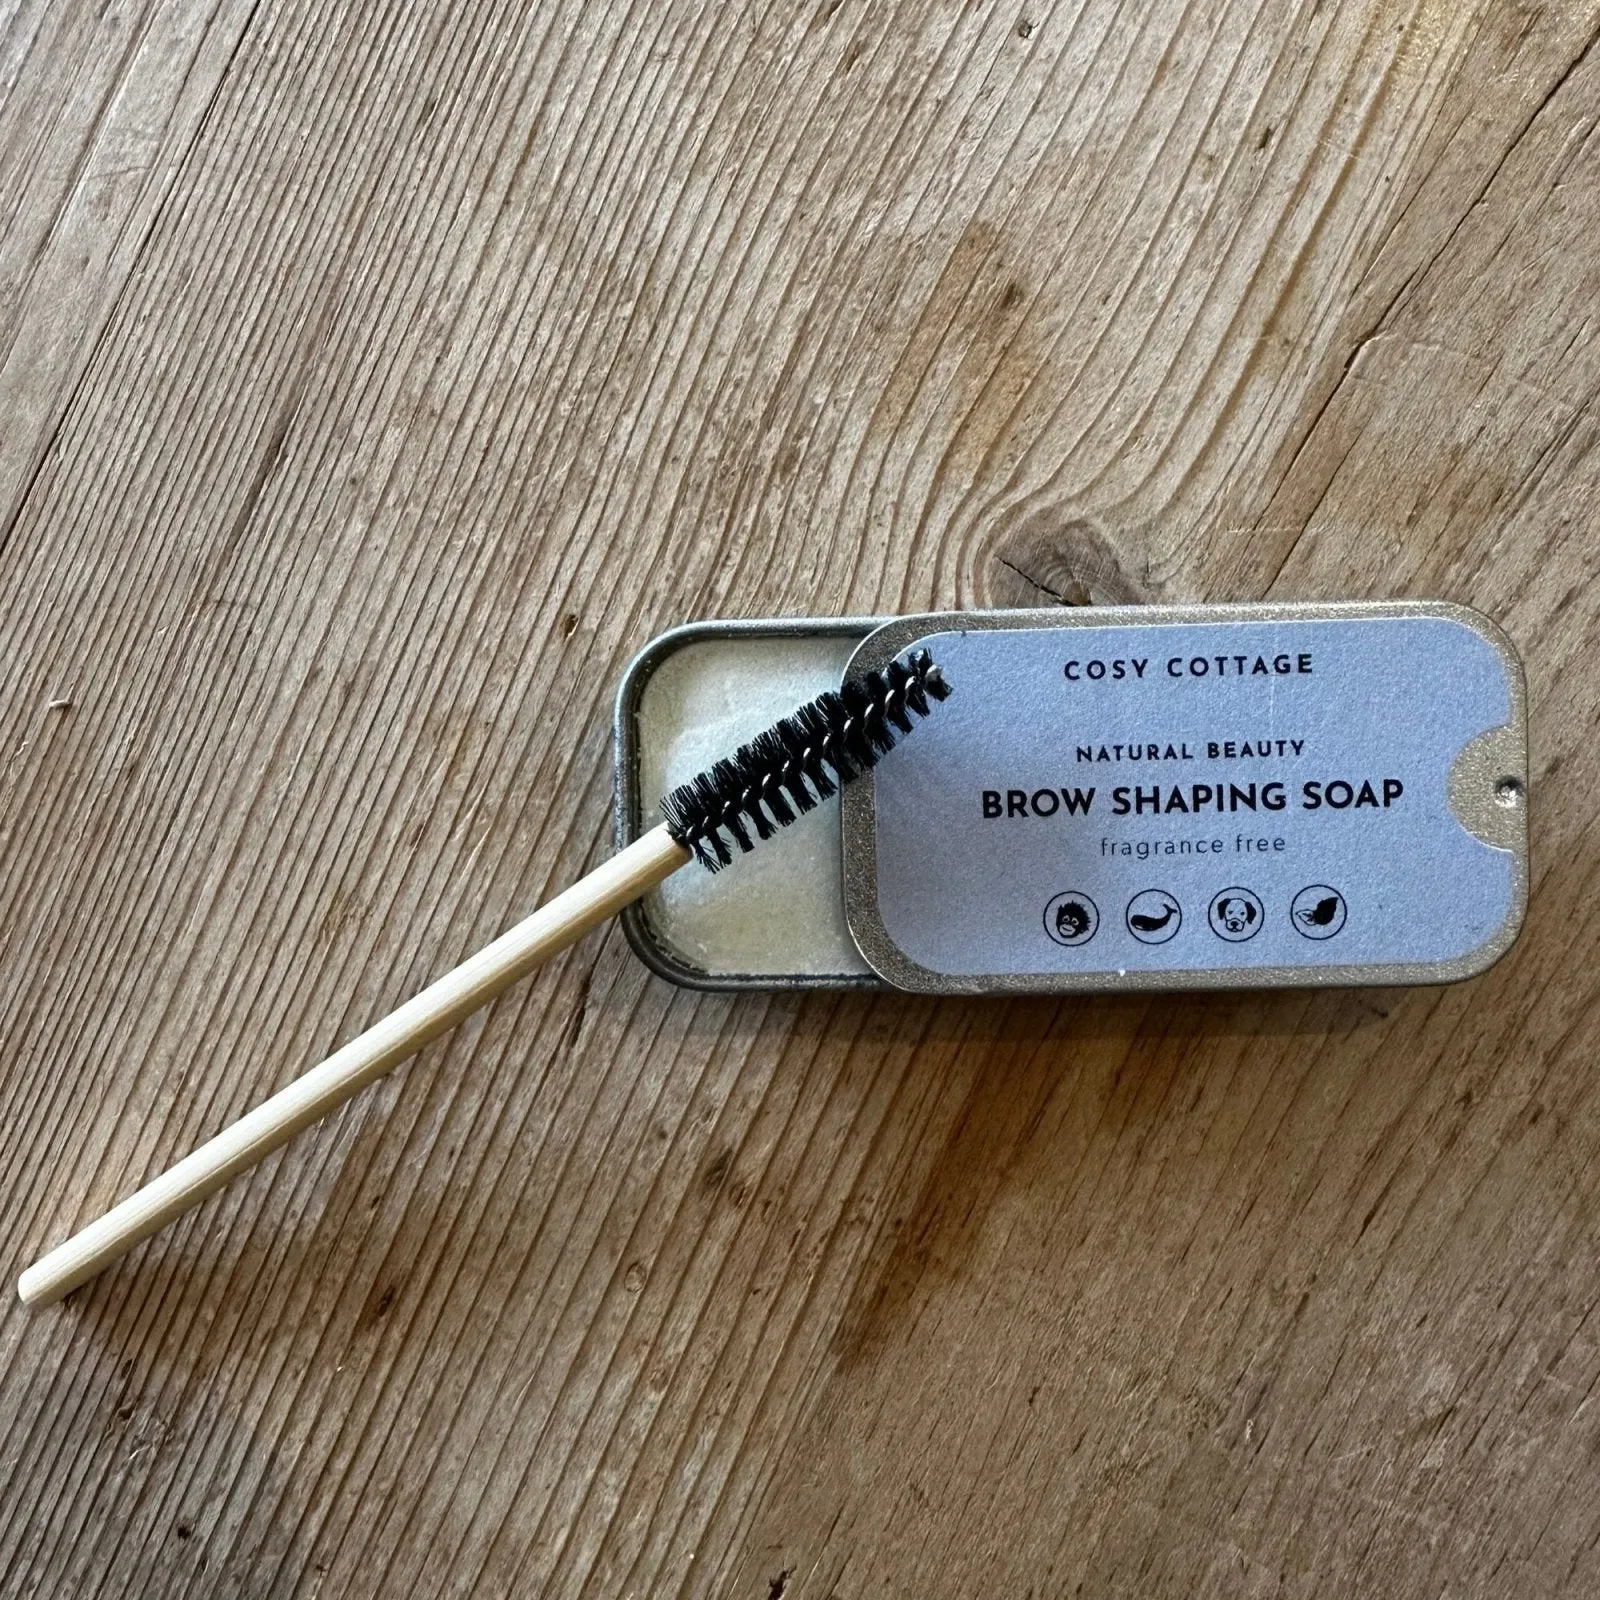 COSY COTTAGE
NATURAL BEAUTY
BROW SHAPING SOAP
fragrance free